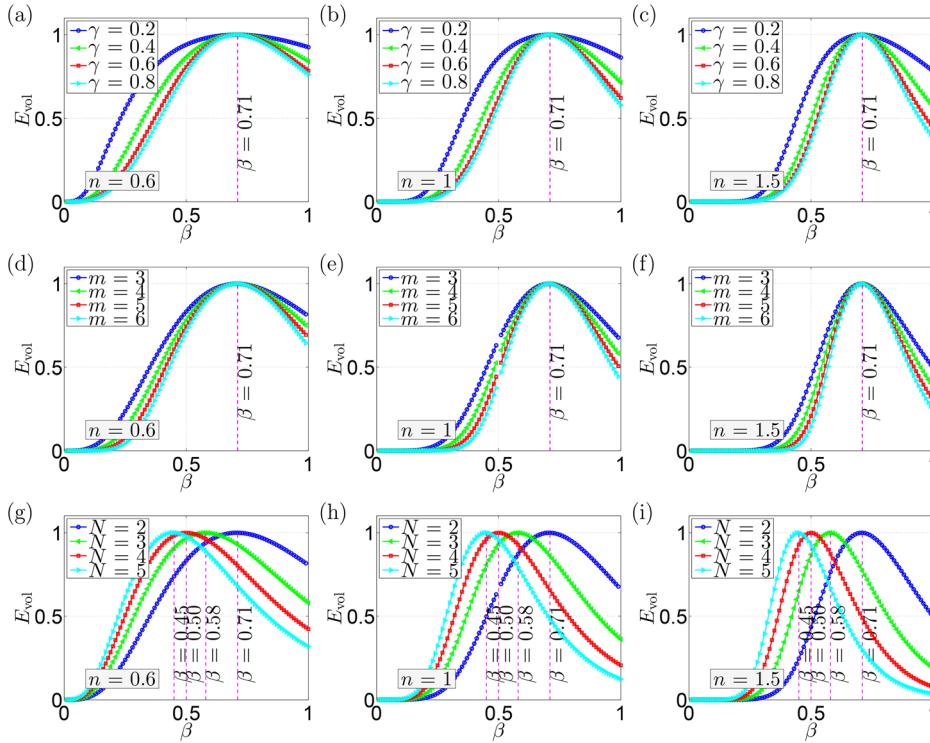 (a)
γ = 0.2
γ = 0.4
γ = 0.6
γ = 0.8
E_vol
1
0.5
0
n = 0.6
β = 0.71
0 0.5 1
β
(b)
γ = 0.2
γ = 0.4
γ = 0.6
γ = 0.8
E_vol
1
0.5
0
n = 1
β = 0.71
0 0.5 1
β
(c)
γ = 0.2
γ = 0.4
γ = 0.6
γ = 0.8
E_vol
1
0.5
0
n = 1.5
β = 0.71
0 0.5 1
β
(d)
m = 3
m = 4
m = 5
m = 6
E_vol
1
0.5
0
n = 0.6
β = 0.71
0 0.5 1
β
(e)
m = 3
m = 4
m = 5
m = 6
E_vol
1
0.5
0
n = 1
β = 0.71
0 0.5 1
β
(f)
m = 3
m = 4
m = 5
m = 6
E_vol
1
0.5
0
n = 1.5
β = 0.71
0 0.5 1
β
(g)
N = 2
N = 3
N = 4
N = 5
E_vol
1
0.5
0
n = 0.6
β = 0.45
β = 0.50
β = 0.58
β = 0.71
0 0.5 1
β
(h)
N = 2
N = 3
N = 4
N = 5
E_vol
1
0.5
0
n = 1
β = 0.45
β = 0.50
β = 0.58
β = 0.71
0 0.5 1
β
(i)
N = 2
N = 3
N = 4
N = 5
E_vol
1
0.5
0
n = 1.5
β = 0.45
β = 0.50
β = 0.58
β = 0.71
0 0.5 1
β